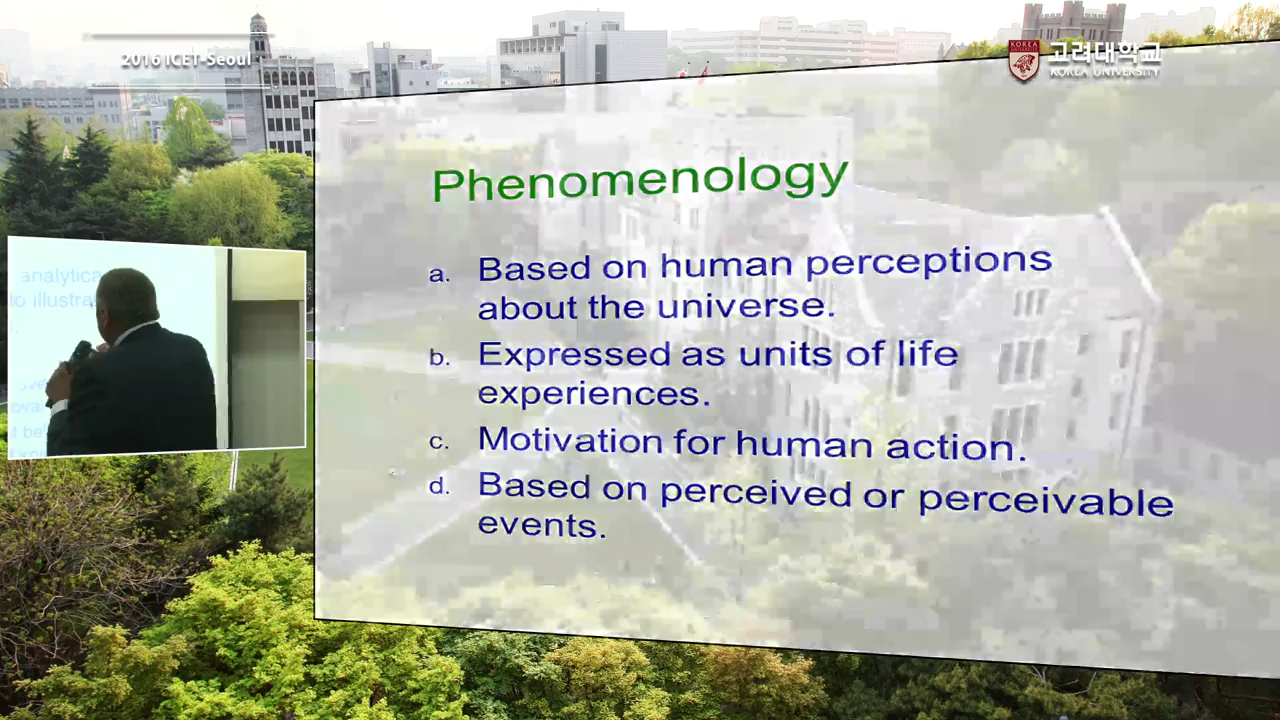 2016 ICET-Seoul
KOREA
고려대학교
KOREA UNIVERSITY
Phenomenology
a. Based on human perceptions
about the universe.
b. Expressed as units of life
experiences.
c. Motivation for human action.
d. Based on perceived or perceivable
events.